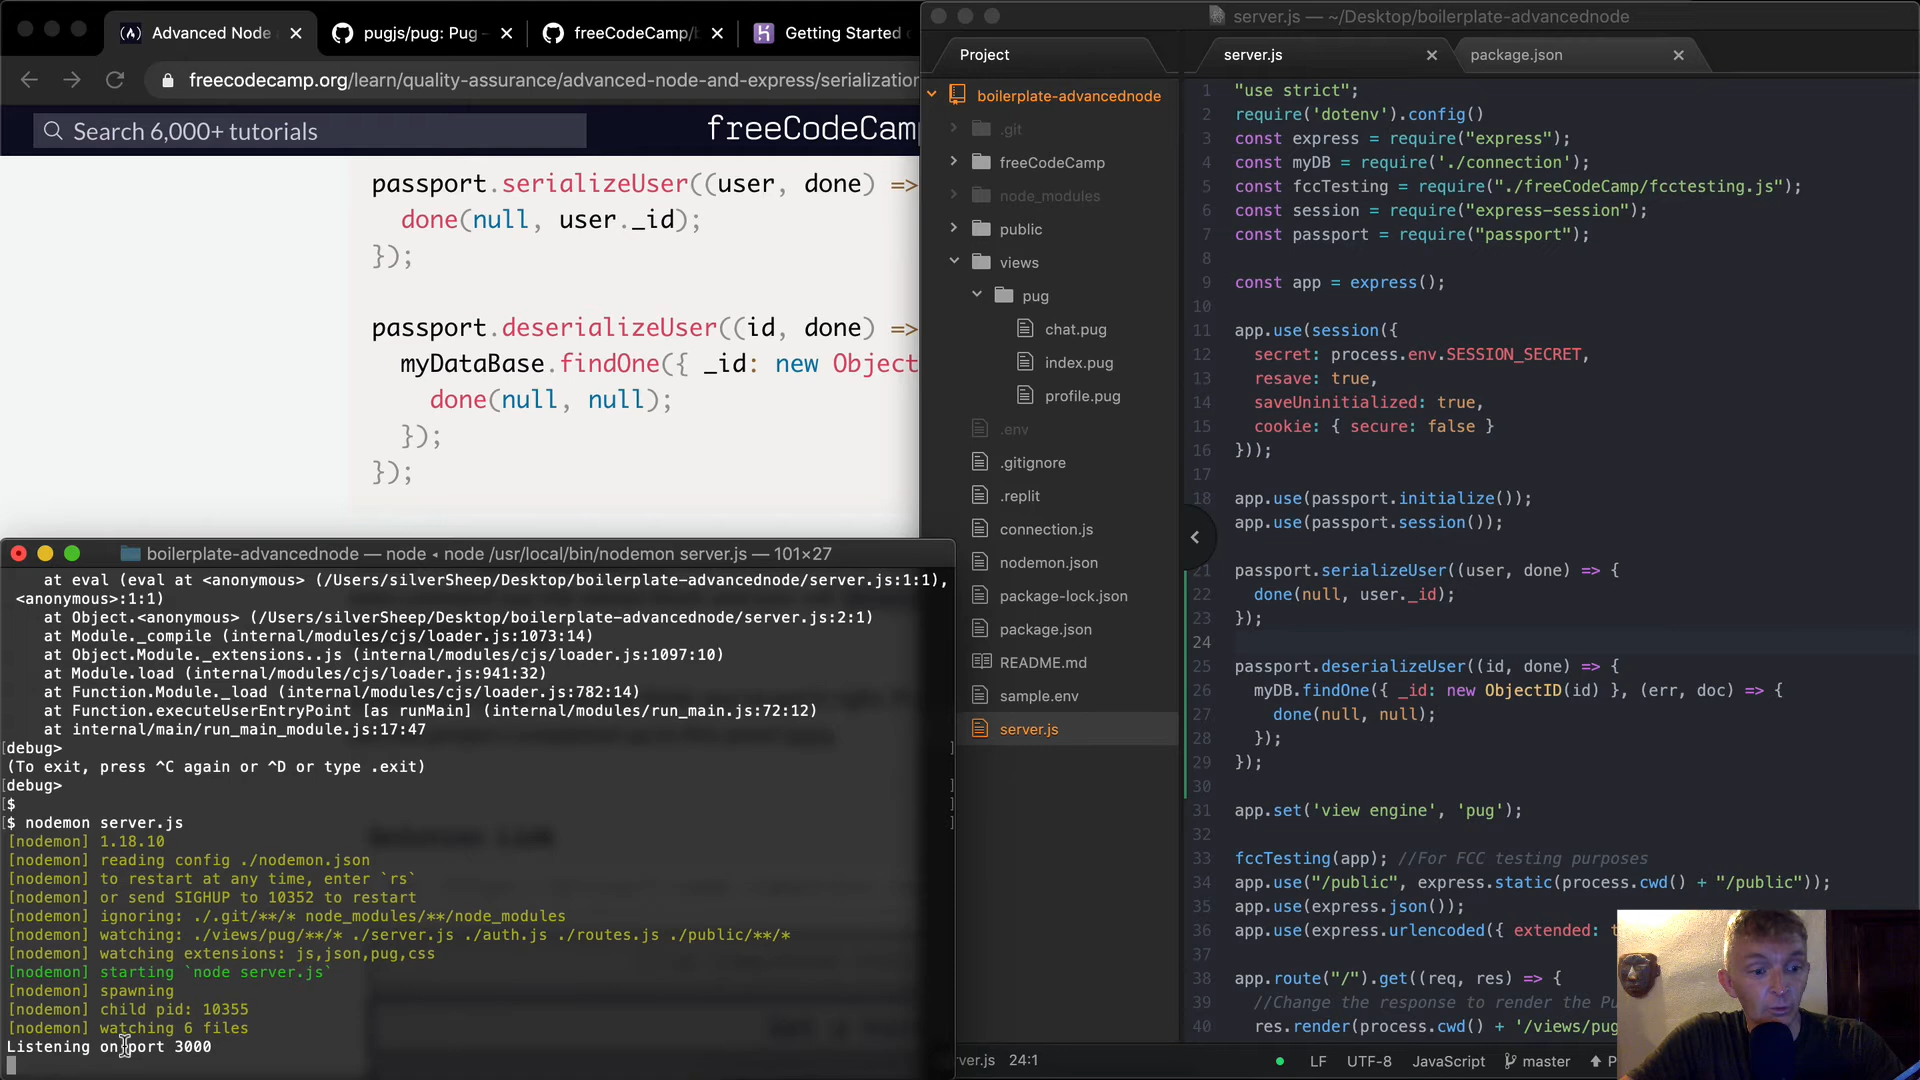 Advanced Node
pugjs/pug: Pug
freeCodeCamp/b
Getting Started
freecodecamp.org/learn/quality-assurance/advanced-node-and-express/serialization
Search 6,000+ tutorials
freeCodeCamp
passport.serializeUser((user, done) =>
done(null, user._id);
});
passport.deserializeUser((id, done) =>
myDataBase.findOne({ _id: new Object
done(null, null);
});
});
boilerplate-advancednode — node ◂ node /usr/local/bin/nodemon server.js — 101×27
at eval (eval at <anonymous> (/Users/silverSheep/Desktop/boilerplate-advancednode/server.js:1:1),
<anonymous>:1:1)
at Object.<anonymous> (/Users/silverSheep/Desktop/boilerplate-advancednode/server.js:2:1)
at Module._compile (internal/modules/cjs/loader.js:1073:14)
at Object.Module._extensions..js (internal/modules/cjs/loader.js:1097:10)
at Module.load (internal/modules/cjs/loader.js:941:32)
at Function.Module._load (internal/modules/cjs/loader.js:782:14)
at Function.executeUserEntryPoint [as runMain] (internal/modules/run_main.js:72:12)
at internal/main/run_main_module.js:17:47
[debug> ]
(To exit, press ^C again or ^D or type .exit)
[debug> ]
[$ ]
[$ nodemon server.js ]
[nodemon] 1.18.10
[nodemon] reading config ./nodemon.json
[nodemon] to restart at any time, enter `rs`
[nodemon] or send SIGHUP to 10352 to restart
[nodemon] ignoring: ./.git/**/* node_modules/**/node_modules
[nodemon] watching: ./views/pug/**/* ./server.js ./auth.js ./routes.js ./public/**/*
[nodemon] watching extensions: js,json,pug,css
[nodemon] starting `node server.js`
[nodemon] spawning
[nodemon] child pid: 10355
[nodemon] watching 6 files
Listening on port 3000
server.js — ~/Desktop/boilerplate-advancednode
Project
boilerplate-advancednode
.git
freeCodeCamp
node_modules
public
views
pug
chat.pug
index.pug
profile.pug
.env
.gitignore
.replit
connection.js
nodemon.json
package-lock.json
package.json
README.md
sample.env
server.js
server.js
package.json
1 "use strict";
2 require('dotenv').config()
3 const express = require("express");
4 const myDB = require('./connection');
5 const fccTesting = require("./freeCodeCamp/fcctesting.js");
6 const session = require("express-session");
7 const passport = require("passport");
8
9 const app = express();
10
11 app.use(session({
12 secret: process.env.SESSION_SECRET,
13 resave: true,
14 saveUninitialized: true,
15 cookie: { secure: false }
16 }));
17
18 app.use(passport.initialize());
app.use(passport.session());
21 passport.serializeUser((user, done) => {
22 done(null, user._id);
23 });
24
25 passport.deserializeUser((id, done) => {
26 myDB.findOne({ _id: new ObjectID(id) }, (err, doc) => {
27 done(null, null);
28 });
29 });
30
31 app.set('view engine', 'pug');
32
33 fccTesting(app); //For FCC testing purposes
34 app.use("/public", express.static(process.cwd() + "/public"));
35 app.use(express.json());
36 app.use(express.urlencoded({ extended: t
37
38 app.route("/").get((req, res) => {
39 //Change the response to render the Pu
40 res.render(process.cwd() + '/views/pug
rver.js 24:1
LF UTF-8 JavaScript master P